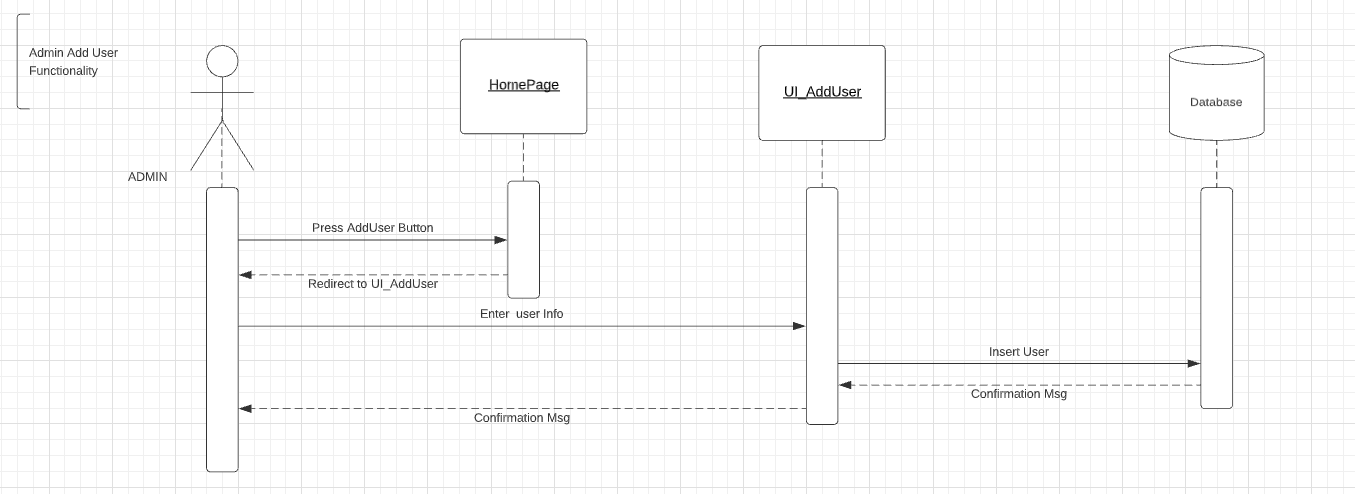 Admin Add User
Functionality
HomePage
UI_AddUser
Database
ADMIN
Press AddUser Button
Redirect to UI_AddUser
Enter  user Info
Insert User
Confirmation Msg
Confirmation Msg